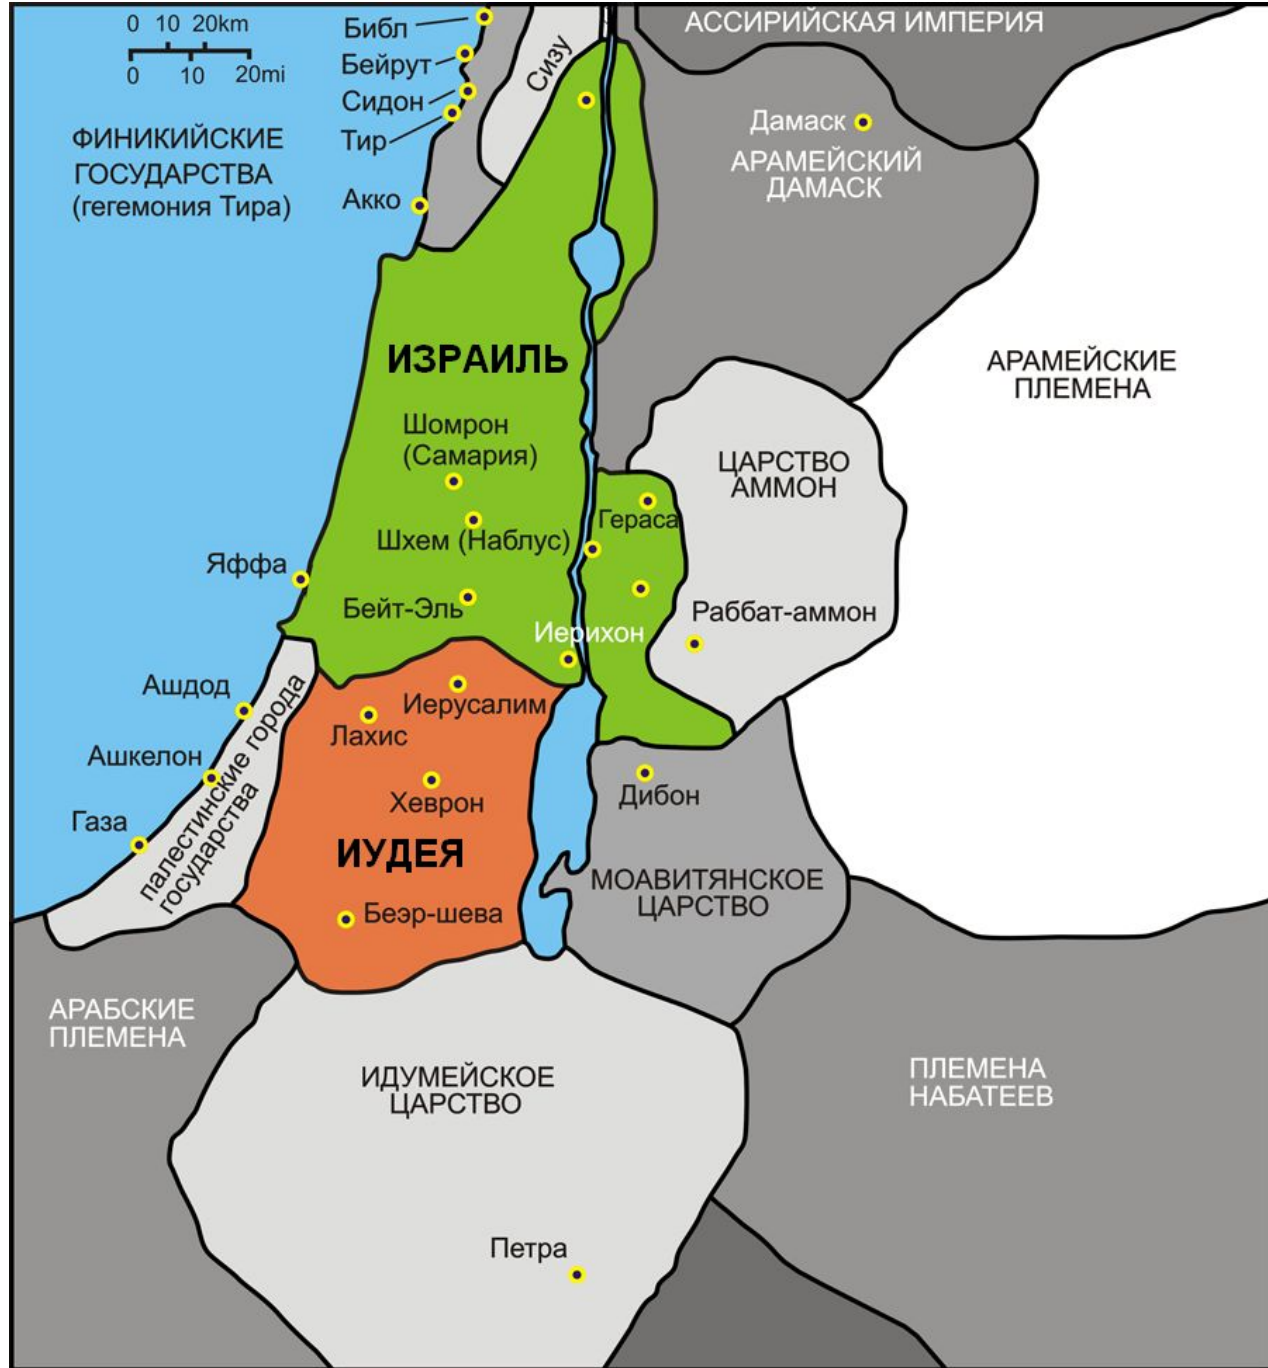 0 10 20km
0 10 20mi
Библ
Бейрут
Сидон
Тир
Акко
Сизу
АССИРИЙСКАЯ ИМПЕРИЯ
ФИНИКИЙСКИЕ
ГОСУДАРСТВА
(гегемония Тира)
Дамаск
АРАМЕЙСКИЙ
ДАМАСК
ИЗРАИЛЬ
АРАМЕЙСКИЕ
ПЛЕМЕНА
Шомрон
(Самария)
ЦАРСТВО
АММОН
Гераса
Шхем (Наблус)
Яффа
Бейт-Эль
Иерихон
Раббат-аммон
Ашдод
Иерусалим
Лахис
Ашкелон
палестинские города
государства
Газа
Хеврон
Дибон
ИУДЕЯ
МОАВИТЯНСКОЕ
ЦАРСТВО
Беэр-шева
АРАБСКИЕ
ПЛЕМЕНА
ИДУМЕЙСКОЕ
ЦАРСТВО
ПЛЕМЕНА
НАБАТЕЕВ
Петра